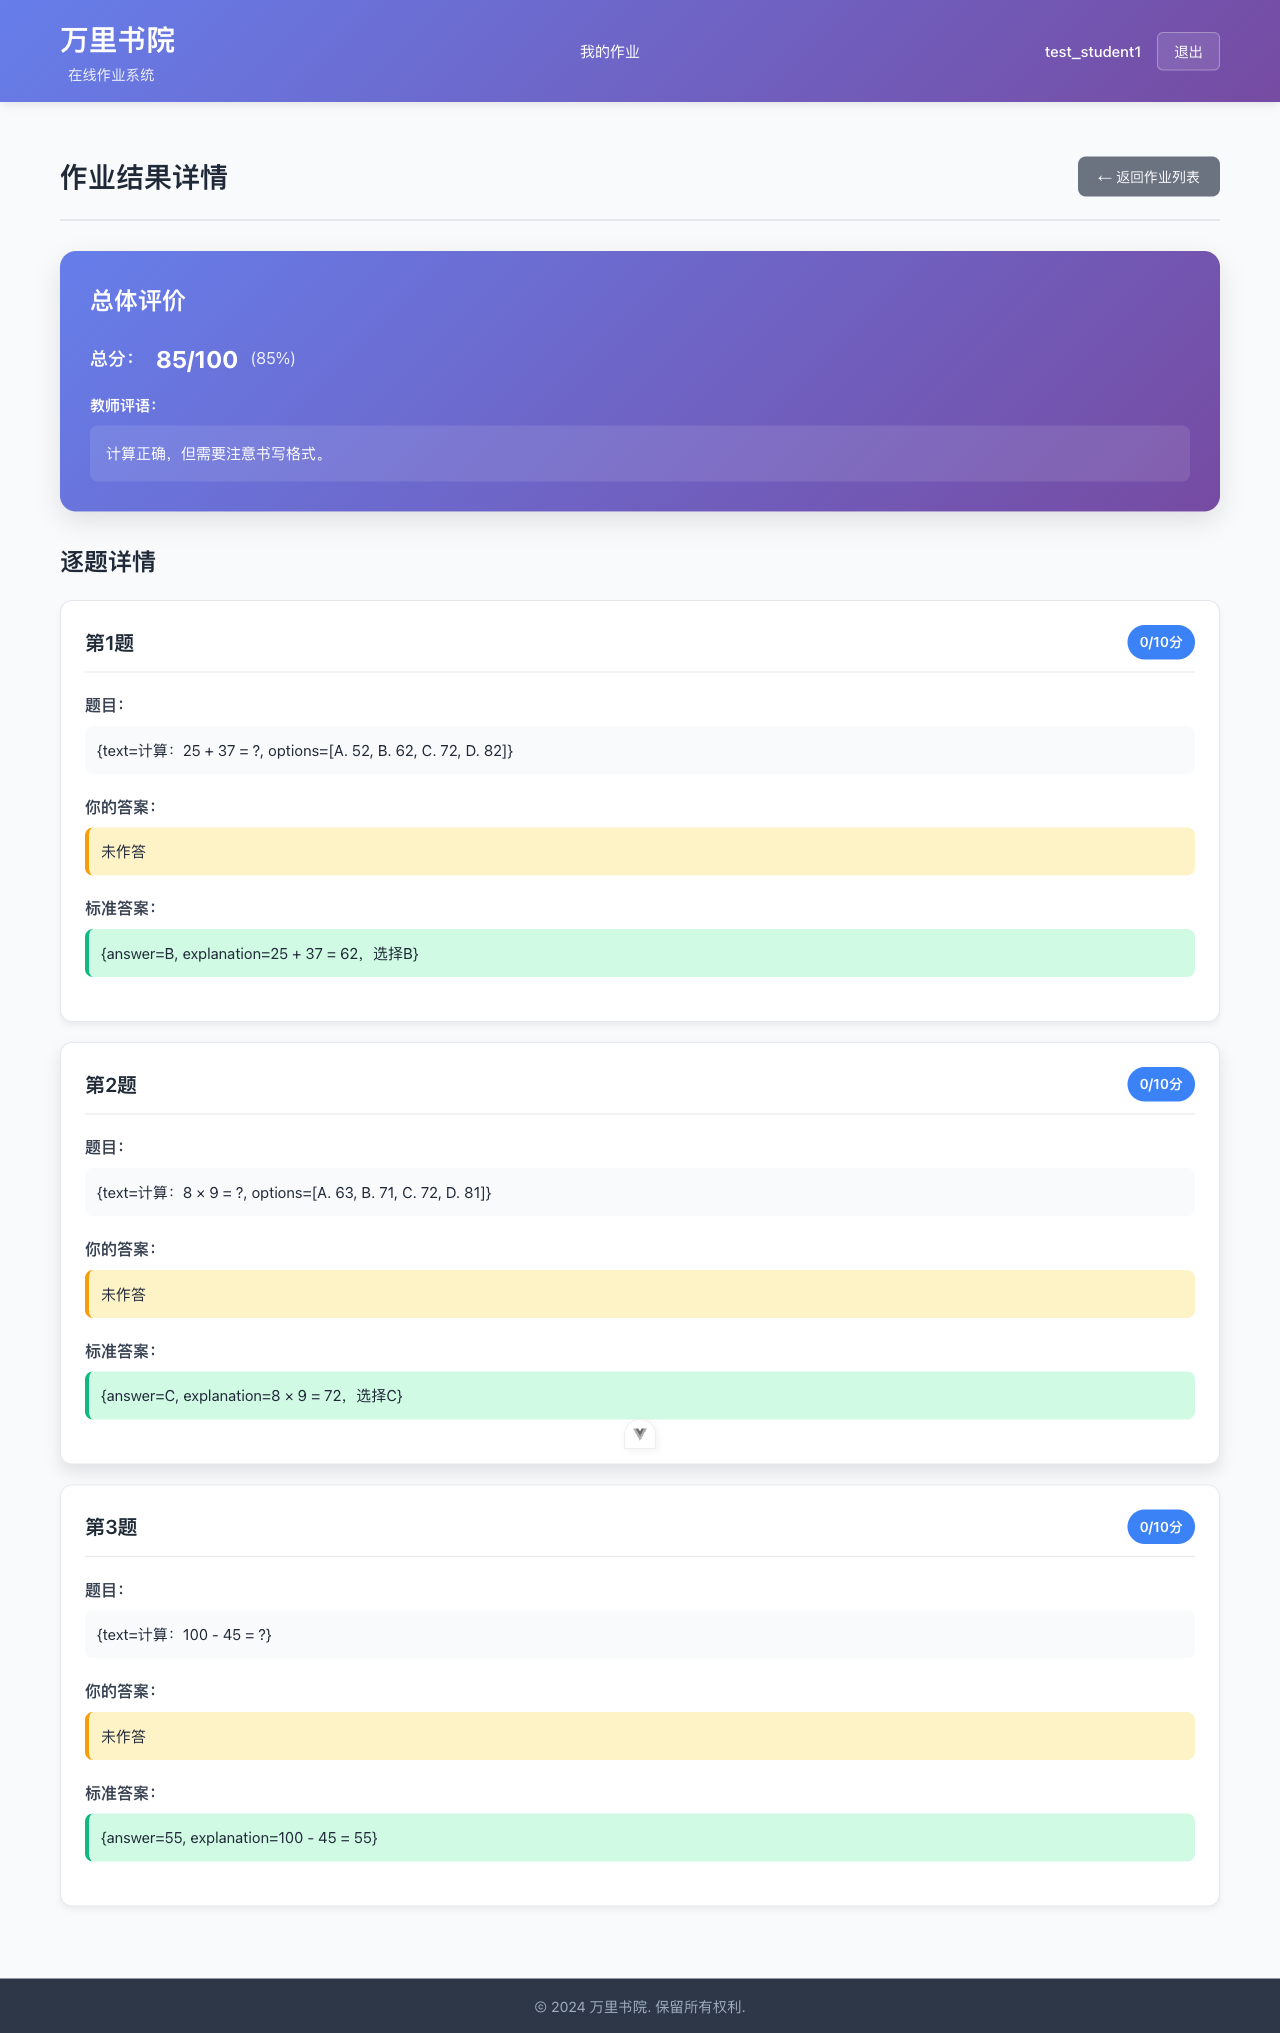 万里书院
在线作业系统
我的作业
test_student1
退出
作业结果详情
← 返回作业列表
总体评价
总分： 85/100 (85%)
教师评语：
计算正确，但需要注意书写格式。
逐题详情
第1题
0/10分
题目：
{text=计算：25 + 37 = ?, options=[A. 52, B. 62, C. 72, D. 82]}
你的答案：
未作答
标准答案：
{answer=B, explanation=25 + 37 = 62，选择B}
第2题
0/10分
题目：
{text=计算：8 × 9 = ?, options=[A. 63, B. 71, C. 72, D. 81]}
你的答案：
未作答
标准答案：
{answer=C, explanation=8 × 9 = 72，选择C}
第3题
0/10分
题目：
{text=计算：100 - 45 = ?}
你的答案：
未作答
标准答案：
{answer=55, explanation=100 - 45 = 55}
© 2024 万里书院. 保留所有权利.